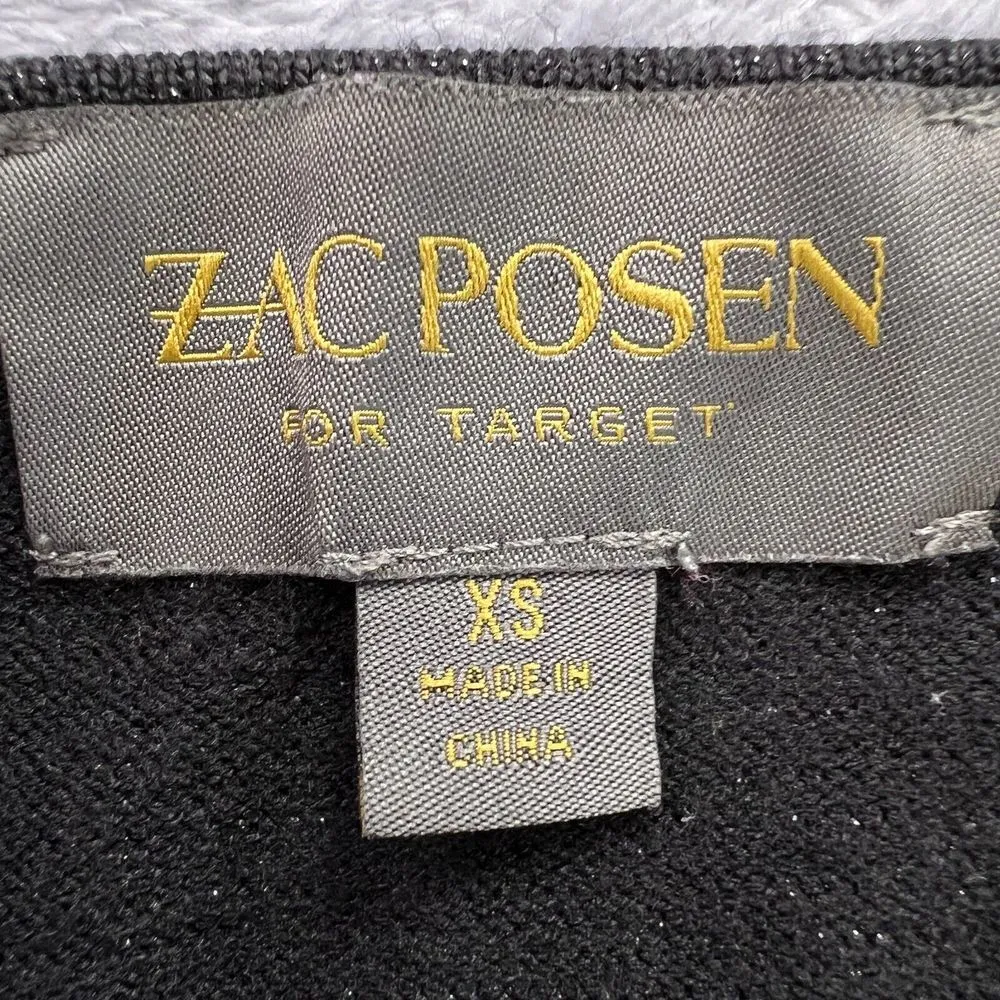 ZAC POSEN
FOR TARGET
XS
MADE IN
CHINA